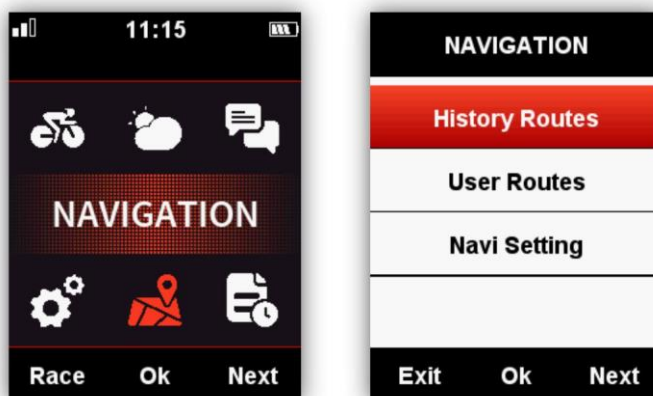 11:15
NAVIGATION
Race Ok Next
NAVIGATION
History Routes
User Routes
Navi Setting
Exit Ok Next